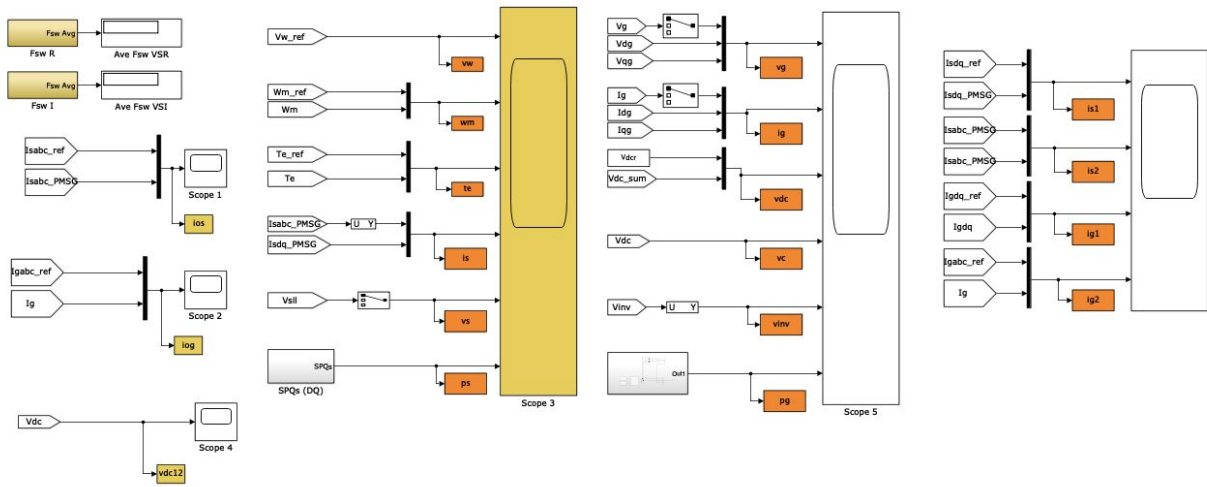 Fsw Avg
Fsw R
Ave Fsw VSR
Fsw Avg
Fsw I
Ave Fsw VSI
Isabc_ref
Isabc_PMSG
Scope 1
ios
Igabc_ref
Ig
Scope 2
iog
Vdc
Scope 4
vdc12
Vw_ref
vw
Wm_ref
Wm
wm
Te_ref
Te
te
Isabc_PMSG
U Y
Isdq_PMSG
is
Vsll
vs
SPQs
SPQs (DQ)
ps
Scope 3
Vg
Vdg
Vqg
vg
Ig
Idg
Iqg
ig
Vdcr
Vdc_sum
vdc
Vdc
vc
Vinv
U Y
vinv
Out1
pg
Scope 5
Isdq_ref
Isdq_PMSG
is1
Isabc_PMSG
Isabc_PMSG
is2
Igdq_ref
Igdq
ig1
Igabc_ref
Ig
ig2